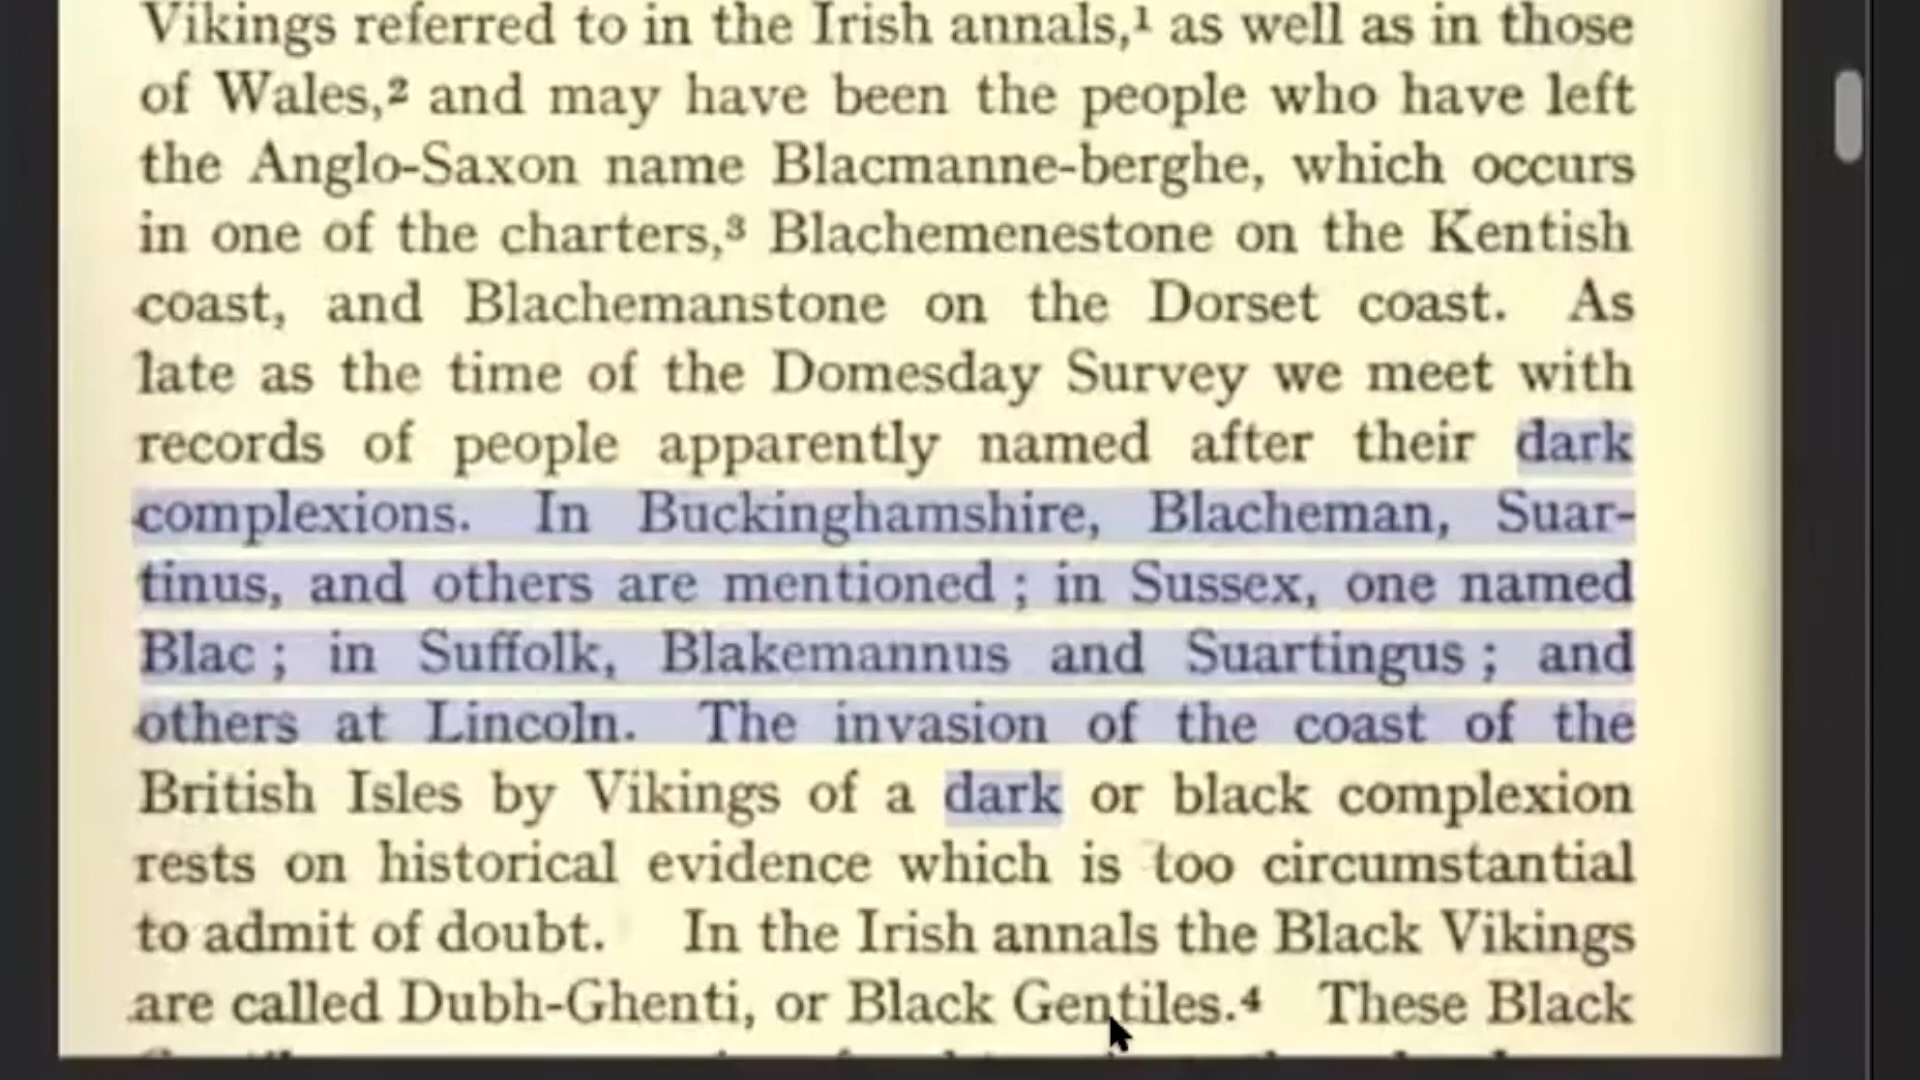 Vikings referred to in the Irish annals,¹ as well as in those
of Wales,² and may have been the people who have left
the Anglo-Saxon name Blacmanne-berghe, which occurs
in one of the charters,³ Blachemenestone on the Kentish
coast, and Blachemanstone on the Dorset coast. As
late as the time of the Domesday Survey we meet with
records of people apparently named after their dark
complexions. In Buckinghamshire, Blacheman, Suar-
tinus, and others are mentioned ; in Sussex, one named
Blac ; in Suffolk, Blakemannus and Suartingus ; and
others at Lincoln. The invasion of the coast of the
British Isles by Vikings of a dark or black complexion
rests on historical evidence which is too circumstantial
to admit of doubt. In the Irish annals the Black Vikings
are called Dubh-Ghenti, or Black Gentiles.⁴ These Black